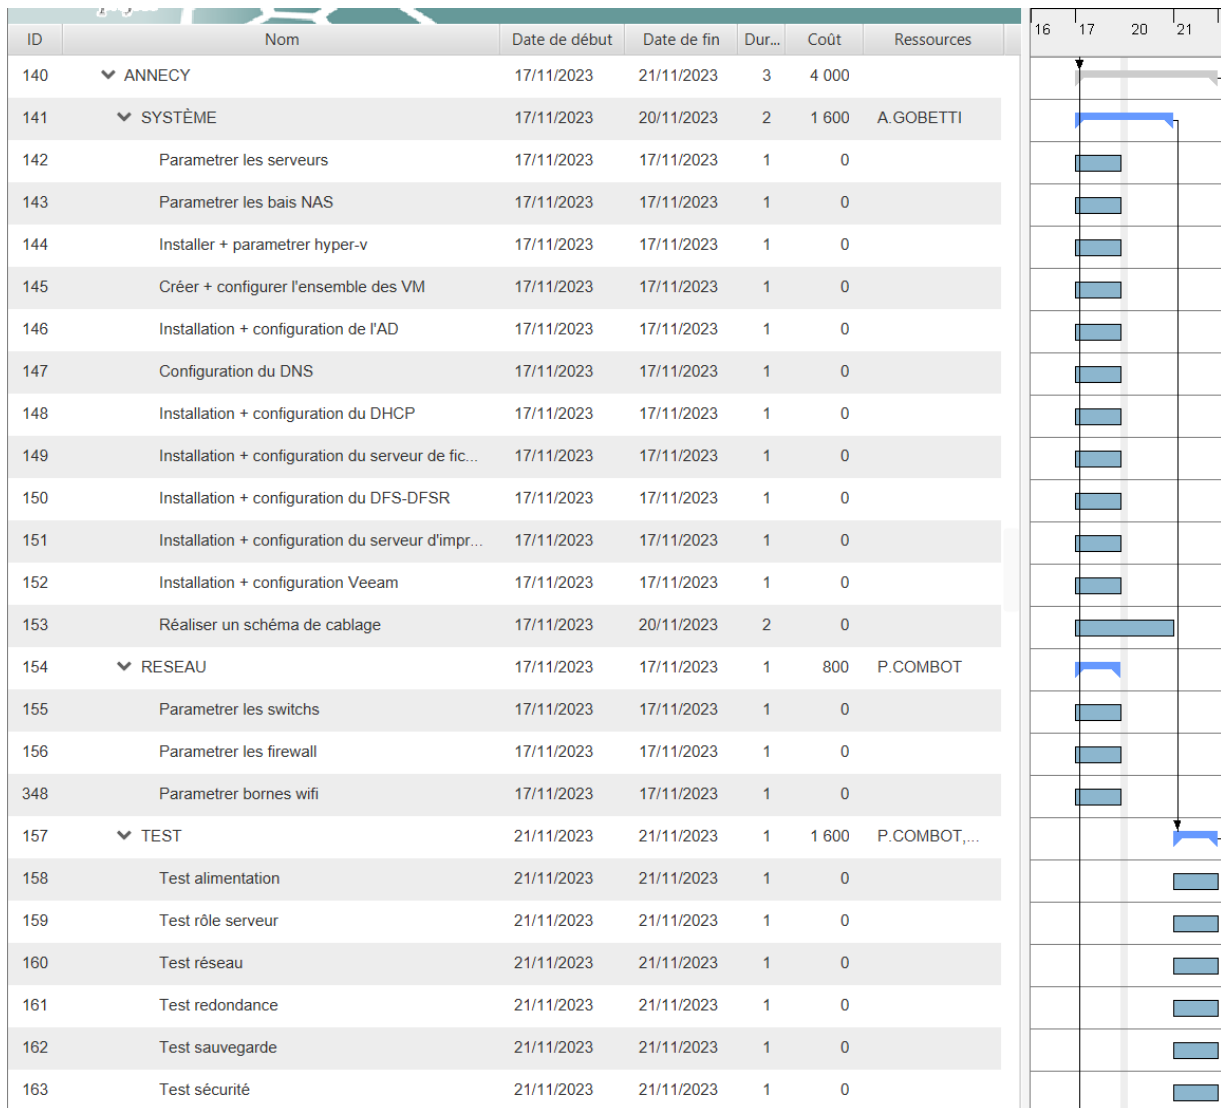 ID Nom Date de début Date de fin Dur... Coût Ressources 16 17 20 21
140 ANNECY 17/11/2023 21/11/2023 3 4 000
141 SYSTÈME 17/11/2023 20/11/2023 2 1 600 A.GOBETTI
142 Parametrer les serveurs 17/11/2023 17/11/2023 1 0
143 Parametrer les bais NAS 17/11/2023 17/11/2023 1 0
144 Installer + parametrer hyper-v 17/11/2023 17/11/2023 1 0
145 Créer + configurer l'ensemble des VM 17/11/2023 17/11/2023 1 0
146 Installation + configuration de l'AD 17/11/2023 17/11/2023 1 0
147 Configuration du DNS 17/11/2023 17/11/2023 1 0
148 Installation + configuration du DHCP 17/11/2023 17/11/2023 1 0
149 Installation + configuration du serveur de fic... 17/11/2023 17/11/2023 1 0
150 Installation + configuration du DFS-DFSR 17/11/2023 17/11/2023 1 0
151 Installation + configuration du serveur d'impr... 17/11/2023 17/11/2023 1 0
152 Installation + configuration Veeam 17/11/2023 17/11/2023 1 0
153 Réaliser un schéma de cablage 17/11/2023 20/11/2023 2 0
154 RESEAU 17/11/2023 17/11/2023 1 800 P.COMBOT
155 Parametrer les switchs 17/11/2023 17/11/2023 1 0
156 Parametrer les firewall 17/11/2023 17/11/2023 1 0
348 Parametrer bornes wifi 17/11/2023 17/11/2023 1 0
157 TEST 21/11/2023 21/11/2023 1 1 600 P.COMBOT,...
158 Test alimentation 21/11/2023 21/11/2023 1 0
159 Test rôle serveur 21/11/2023 21/11/2023 1 0
160 Test réseau 21/11/2023 21/11/2023 1 0
161 Test redondance 21/11/2023 21/11/2023 1 0
162 Test sauvegarde 21/11/2023 21/11/2023 1 0
163 Test sécurité 21/11/2023 21/11/2023 1 0